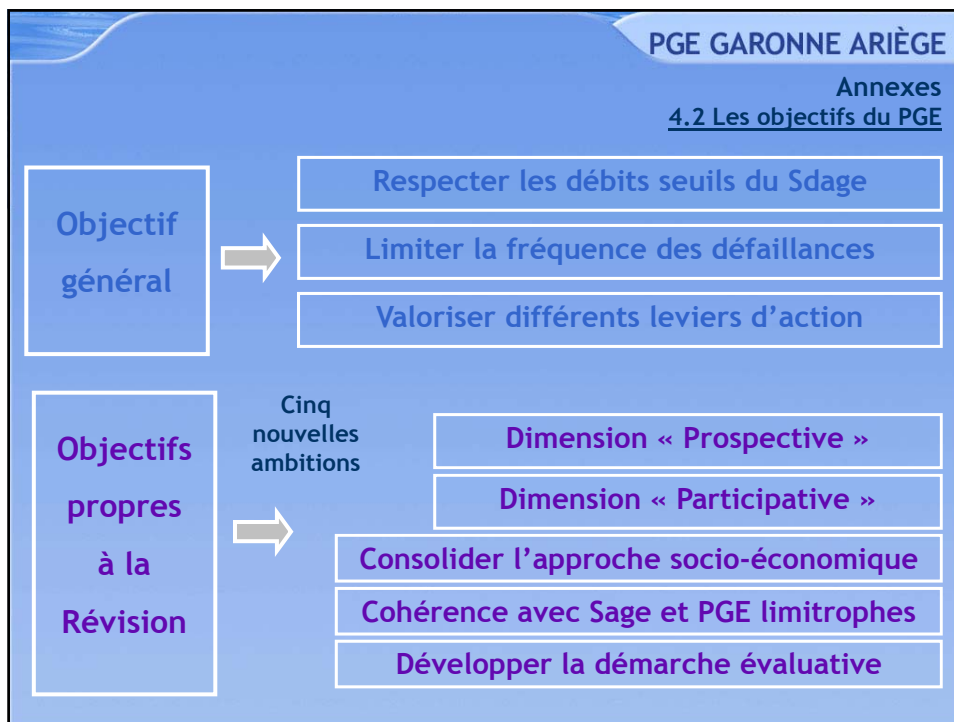 PGE GARONNE ARIÈGE
Annexes
4.2 Les objectifs du PGE
Objectif
général
Respecter les débits seuils du Sdage
Limiter la fréquence des défaillances
Valoriser différents leviers d’action
Objectifs
propres
à la
Révision
Cinq
nouvelles
ambitions
Dimension « Prospective »
Dimension « Participative »
Consolider l’approche socio-économique
Cohérence avec Sage et PGE limitrophes
Développer la démarche évaluative